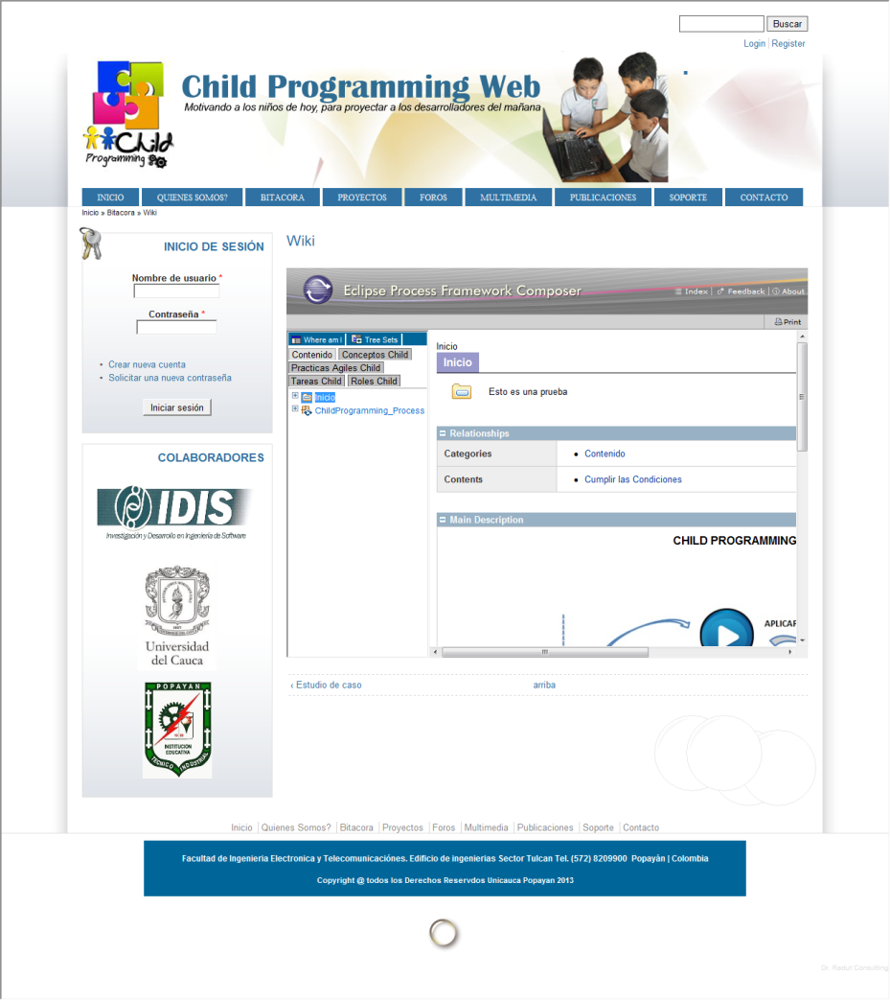 Buscar
Login | Register
Child Programming Web
Motivando a los niños de hoy, para proyectar a los desarrolladores del mañana
Child
Programming
INICIO
QUIENES SOMOS?
BITACORA
PROYECTOS
FOROS
MULTIMEDIA
PUBLICACIONES
SOPORTE
CONTACTO
Inicio » Bitacora » Wiki
INICIO DE SESIÓN
Nombre de usuario *
Contraseña *
• Crear nueva cuenta
• Solicitar una nueva contraseña
Iniciar sesión
COLABORADORES
IDIS
Investigación y Desarrollo en Ingeniería de Software
Universidad
del Cauca
POPAYAN
INSTITUCION
EDUCATIVA
TECNICO INDUSTRIAL
Wiki
Eclipse Process Framework Composer
Index | Feedback | About
Print
Where am I
Tree Sets
Contenido
Conceptos Child
Practicas Agiles Child
Tareas Child
Roles Child
Inicio
ChildProgramming_Process
Inicio
Inicio
Esto es una prueba
Relationships
Categories
• Contenido
Contents
• Cumplir las Condiciones
Main Description
CHILD PROGRAMMING
APLICAR
‹ Estudio de caso
arriba
Inicio | Quienes Somos? | Bitacora | Proyectos | Foros | Multimedia | Publicaciones | Soporte | Contacto
Facultad de Ingenieria Electronica y Telecomunicaciónes. Edificio de ingenierias Sector Tulcan Tel. (572) 8209900 Popayán | Colombia
Copyright @ todos los Derechos Reservdos Unicauca Popayan 2013
Dr. Radut Consulting